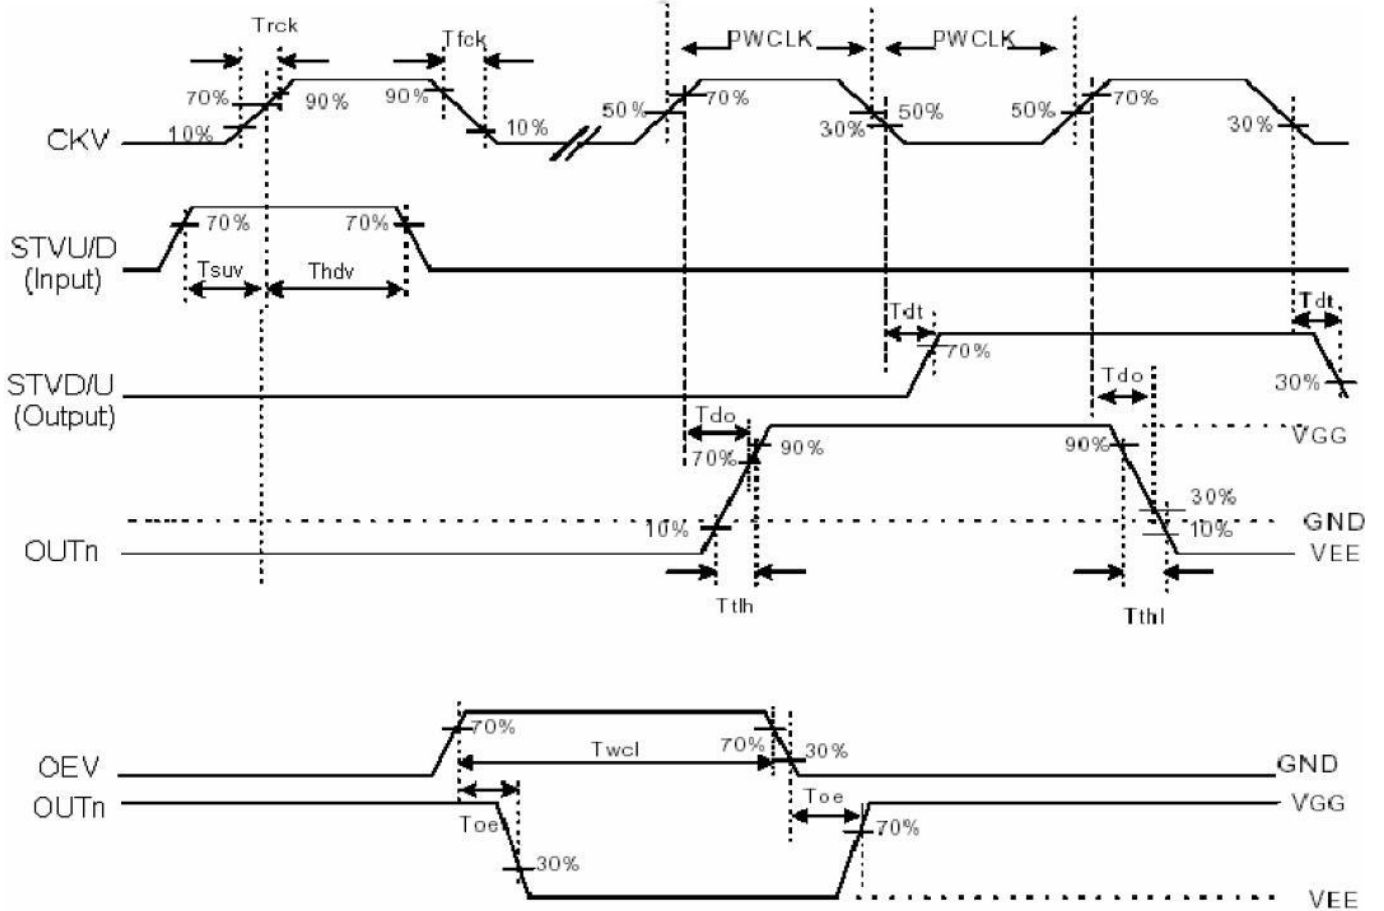 Trck
Tfck
PWCLK
PWCLK
70%
90%
90%
50%
70%
50%
50%
70%
CKV
10%
10%
30%
30%
STVU/D
(Input)
70%
70%
Tsuv
Thdv
Tdt
Tdt
70%
STVD/U
(Output)
Tdo
30%
Tdo
70%
90%
90%
VGG
30%
10%
GND
10%
OUTn
VEE
Ttlh
Tthl
70%
Twcl
70%
30%
OEV
GND
OUTn
Toe
VGG
Toe
70%
30%
VEE